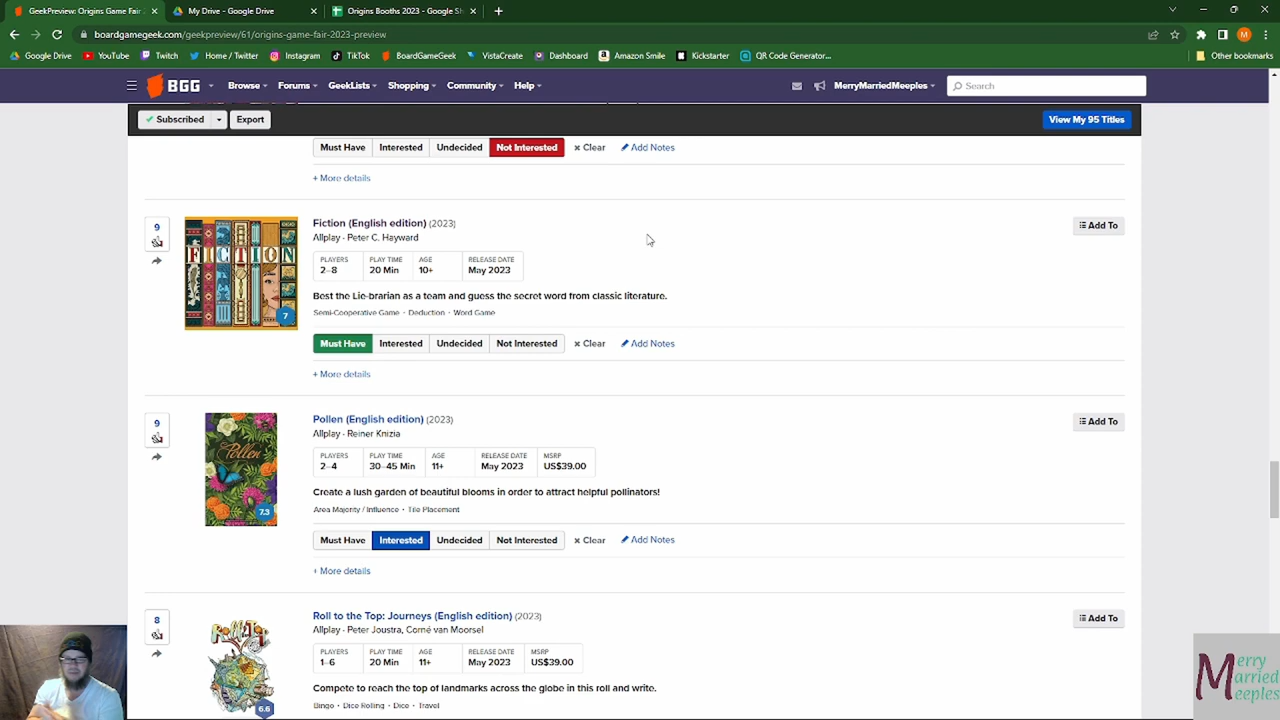 GeekPreview: Origins Game Fair
My Drive - Google Drive
Origins Booths 2023 - Google Sh
boardgamegeek.com/geekpreview/61/origins-game-fair-2023-preview
Google Drive YouTube Twitch Home / Twitter Instagram TikTok BoardGameGeek VistaCreate Dashboard Amazon Smile Kickstarter QR Code Generator... Other bookmarks
BGG Browse Forums GeekLists Shopping Community Help MerryMarriedMeeples Search
Subscribed Export View My 95 Titles
Must Have Interested Undecided Not Interested Clear Add Notes
+ More details
9
FICTION
7
Fiction (English edition) (2023)
Add To
Allplay · Peter C. Hayward
PLAYERS PLAY TIME AGE RELEASE DATE
2–8 20 Min 10+ May 2023
Best the Lie-brarian as a team and guess the secret word from classic literature.
Semi-Cooperative Game · Deduction · Word Game
Must Have Interested Undecided Not Interested Clear Add Notes
+ More details
9
Pollen
7.3
Pollen (English edition) (2023)
Add To
Allplay · Reiner Knizia
PLAYERS PLAY TIME AGE RELEASE DATE MSRP
2–4 30–45 Min 11+ May 2023 US$39.00
Create a lush garden of beautiful blooms in order to attract helpful pollinators!
Area Majority / Influence · Tile Placement
Must Have Interested Undecided Not Interested Clear Add Notes
+ More details
8
6.6
Roll to the Top: Journeys (English edition) (2023)
Add To
Allplay · Peter Joustra, Corné van Moorsel
PLAYERS PLAY TIME AGE RELEASE DATE MSRP
1–6 20 Min 11+ May 2023 US$39.00
Compete to reach the top of landmarks across the globe in this roll and write.
Bingo · Dice Rolling · Dice · Travel
Merry
Married
Meeples